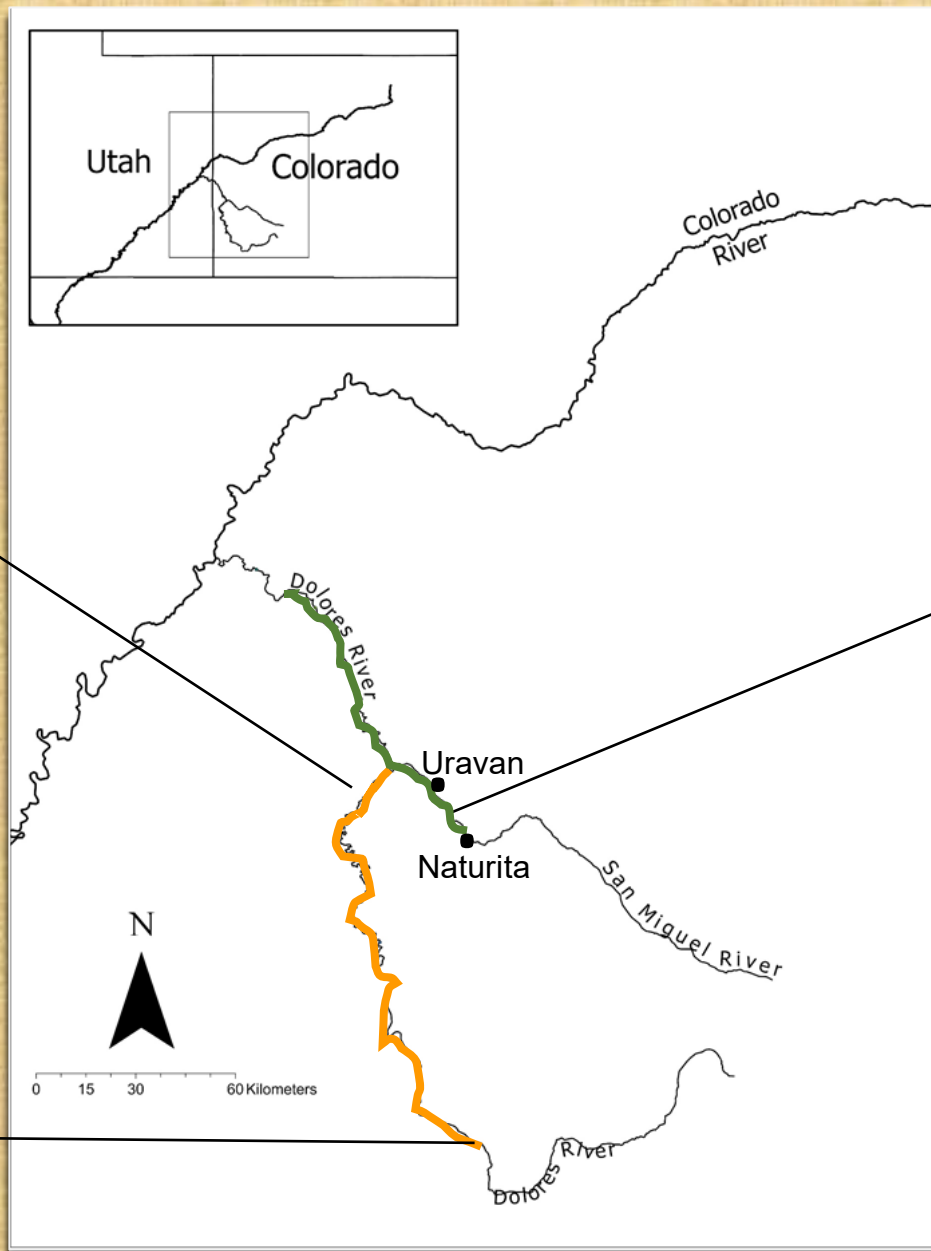 Utah
Colorado
Colorado
River
Dolores River
Uravan
Naturita
San Miguel River
N
0 15 30 60 Kilometers
Dolores River